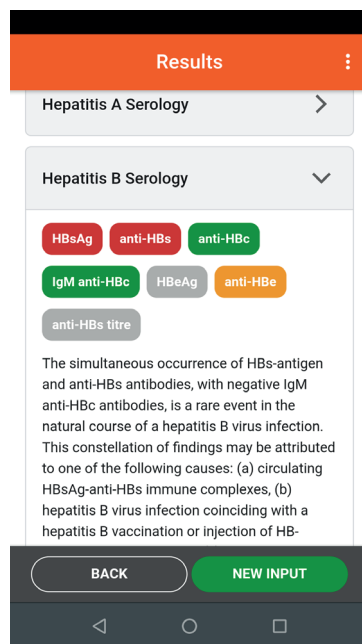 Results
Hepatitis A Serology
Hepatitis B Serology
HBsAg anti-HBs anti-HBc
IgM anti-HBc HBeAg anti-HBe
anti-HBs titre
The simultaneous occurrence of HBs-antigen
and anti-HBs antibodies, with negative IgM
anti-HBc antibodies, is a rare event in the
natural course of a hepatitis B virus infection.
This constellation of findings may be attributed
to one of the following causes: (a) circulating
HBsAg-anti-HBs immune complexes, (b)
hepatitis B virus infection coinciding with a
hepatitis B vaccination or injection of HB-
BACK NEW INPUT